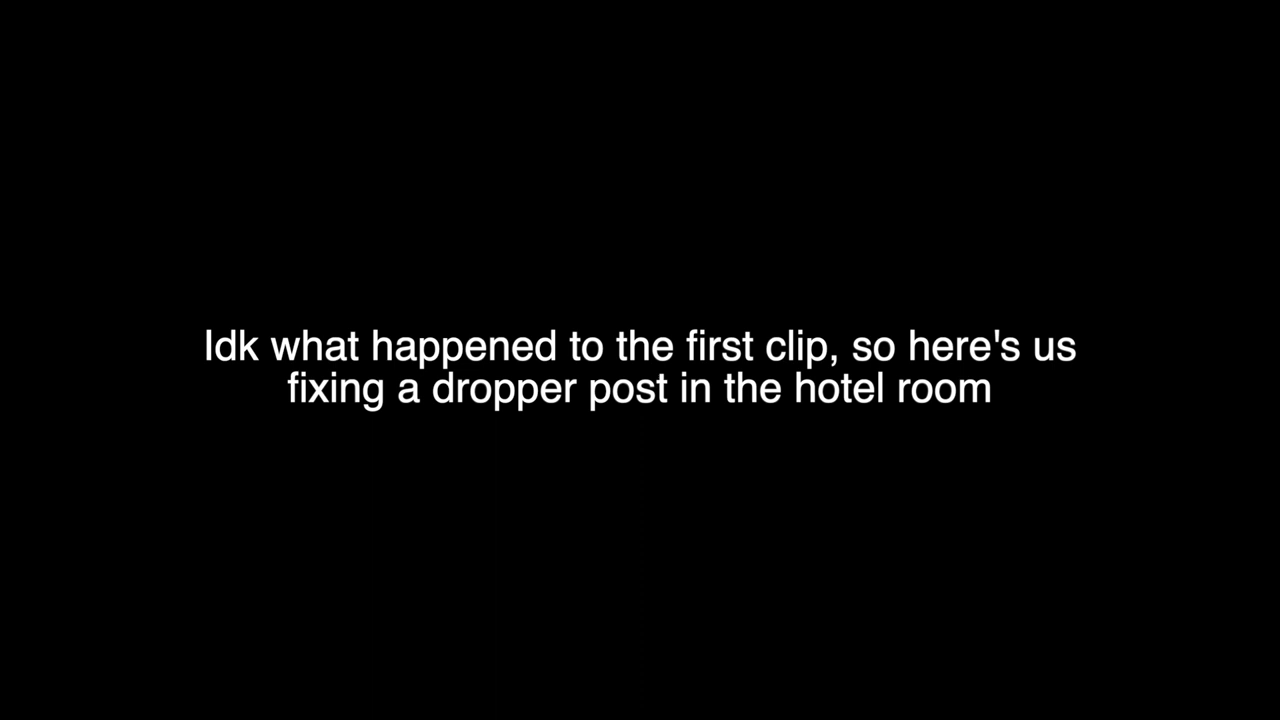 Idk what happened to the first clip, so here's us
fixing a dropper post in the hotel room